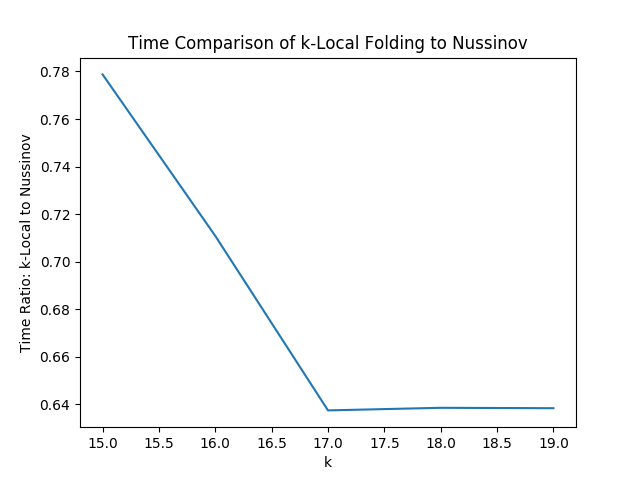 Time Comparison of k-Local Folding to Nussinov
Time Ratio: k-Local to Nussinov
0.78
0.76
0.74
0.72
0.70
0.68
0.66
0.64
15.0 15.5 16.0 16.5 17.0 17.5 18.0 18.5 19.0
k